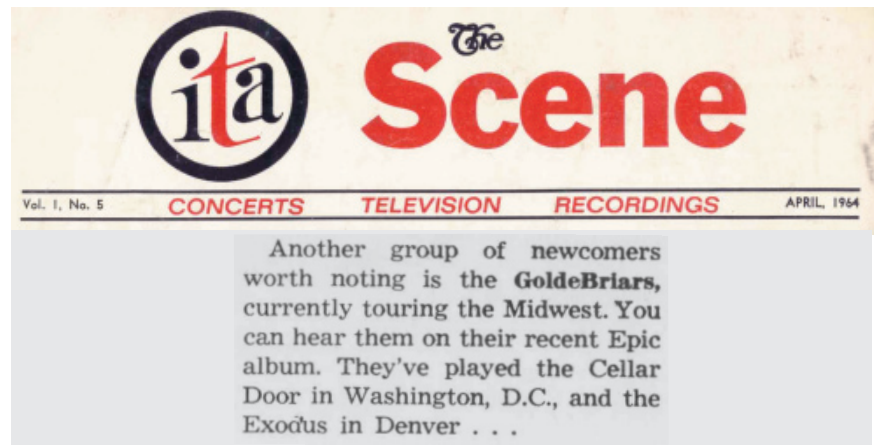 ita
The
Scene
Vol. 1, No. 5 CONCERTS TELEVISION RECORDINGS APRIL, 1964
Another group of newcomers
worth noting is the GoldeBriars,
currently touring the Midwest. You
can hear them on their recent Epic
album. They've played the Cellar
Door in Washington, D.C., and the
Exodus in Denver . . .